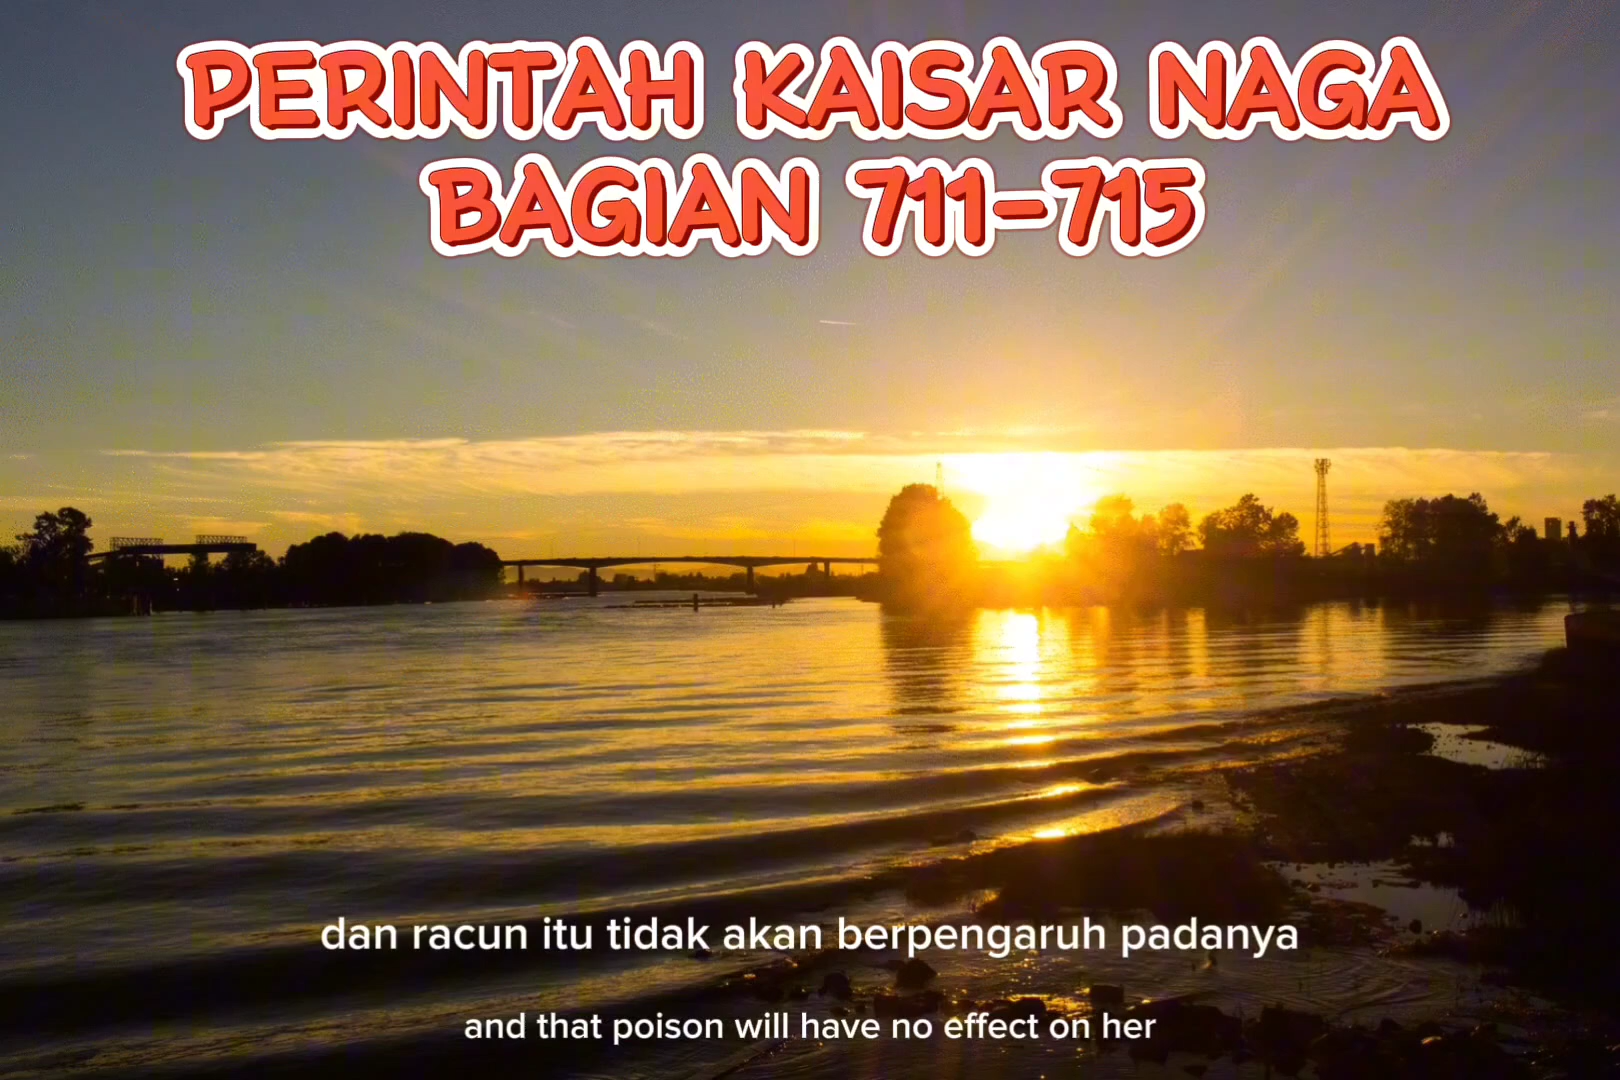 PERINTAH KAISAR NAGA
BAGIAN 711-715
dan racun itu tidak akan berpengaruh padanya
and that poison will have no effect on her